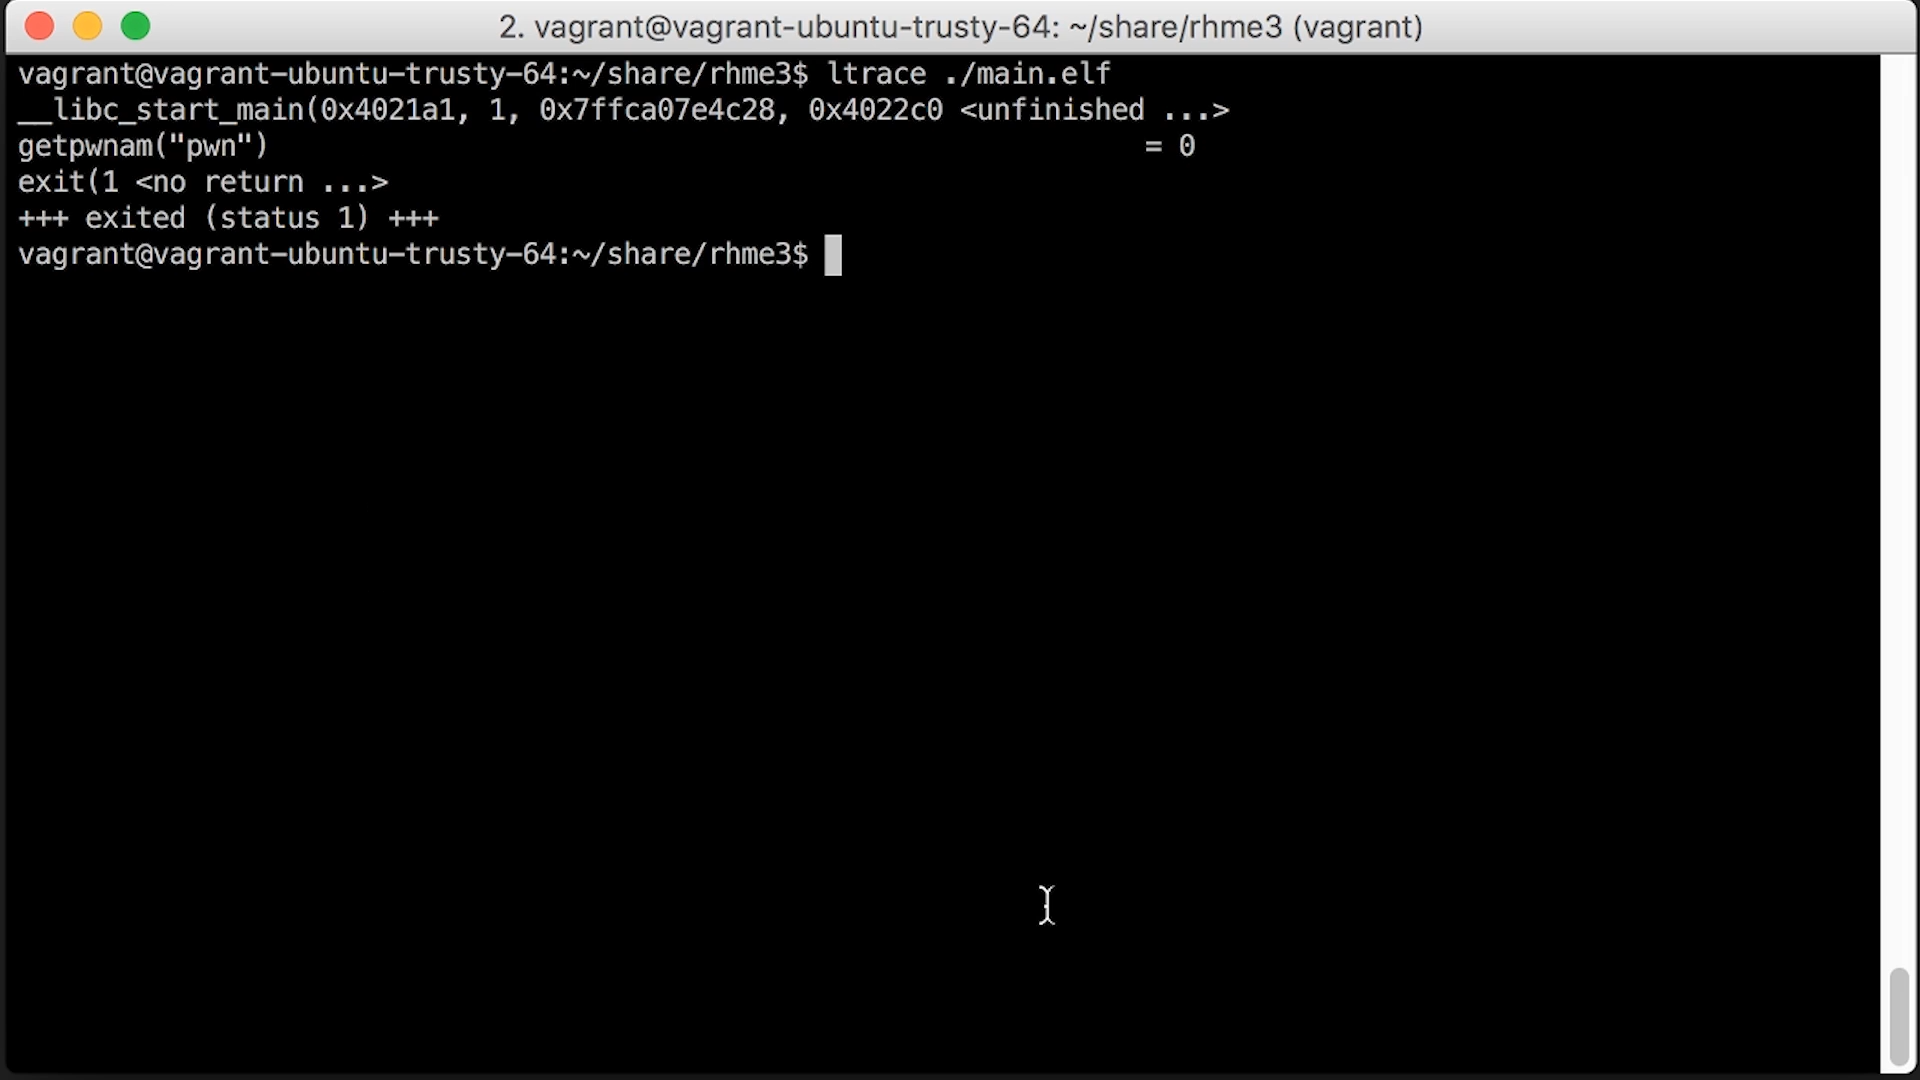 2. vagrant@vagrant-ubuntu-trusty-64: ~/share/rhme3 (vagrant)
vagrant@vagrant-ubuntu-trusty-64:~/share/rhme3$ ltrace ./main.elf
__libc_start_main(0x4021a1, 1, 0x7ffca07e4c28, 0x4022c0 <unfinished ...>
getpwnam("pwn") = 0
exit(1 <no return ...>
+++ exited (status 1) +++
vagrant@vagrant-ubuntu-trusty-64:~/share/rhme3$